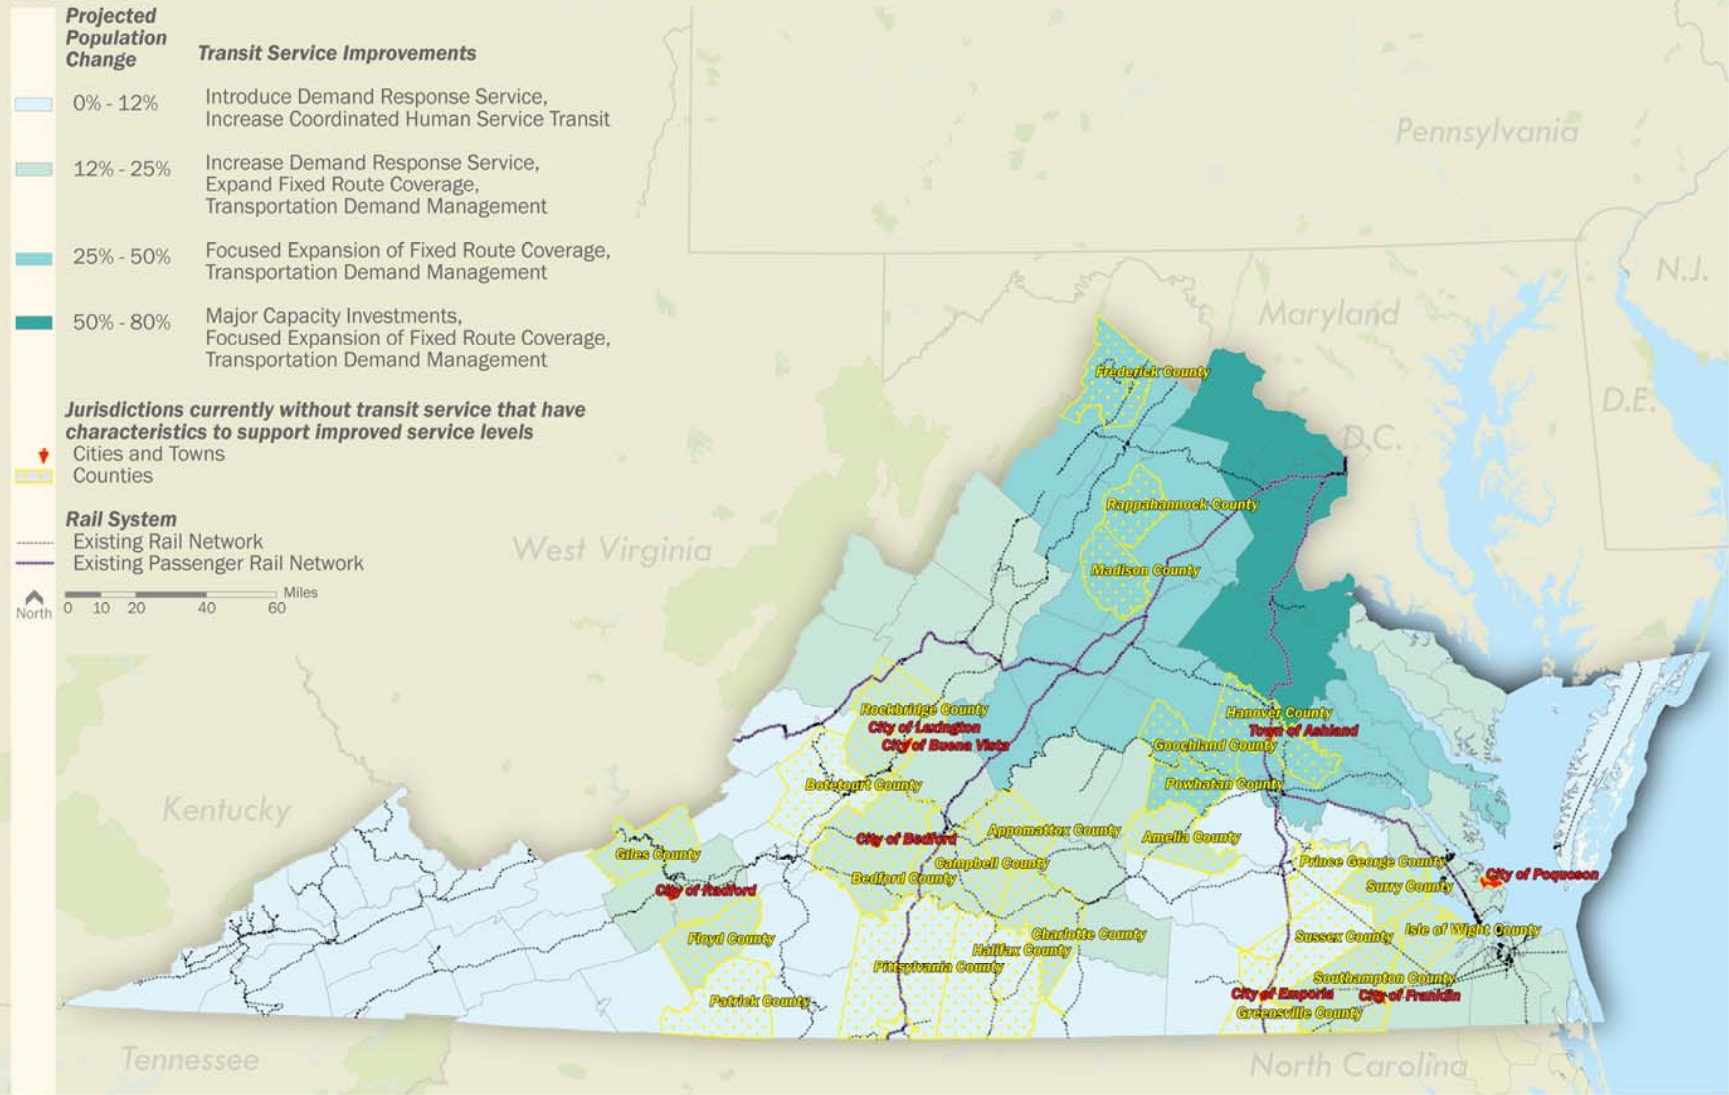 Projected
Population
Change
Transit Service Improvements
0% - 12%
Introduce Demand Response Service,
Increase Coordinated Human Service Transit
12% - 25%
Increase Demand Response Service,
Expand Fixed Route Coverage,
Transportation Demand Management
25% - 50%
Focused Expansion of Fixed Route Coverage,
Transportation Demand Management
50% - 80%
Major Capacity Investments,
Focused Expansion of Fixed Route Coverage,
Transportation Demand Management
Jurisdictions currently without transit service that have
characteristics to support improved service levels
Cities and Towns
Counties
Rail System
Existing Rail Network
Existing Passenger Rail Network
North
0 10 20 40 60 Miles
Pennsylvania
N.J.
Maryland
D.E.
D.C.
West Virginia
Kentucky
Tennessee
North Carolina
Frederick County
Rappahannock County
Madison County
Rockbridge County
City of Lexington
City of Buena Vista
Hanover County
Town of Ashland
Goochland County
Powhatan County
Botetourt County
City of Bedford
Appomattox County
Amelia County
Giles County
Campbell County
Prince George County
Bedford County
City of Radford
Surry County
City of Poquoson
Floyd County
Charlotte County
Halifax County
Sussex County
Isle of Wight County
Pittsylvania County
Southampton County
Patrick County
City of Emporia
City of Franklin
Greensville County